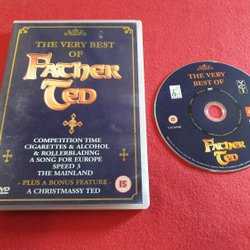 THE VERY BEST
OF
FATHER
TED
COMPETITION TIME
CIGARETTES & ALCOHOL
& ROLLERBLADING
A SONG FOR EUROPE
SPEED 3
THE MAINLAND
- PLUS A BONUS FEATURE -
A CHRISTMASSY TED
DVD
15
THE VERY
BEST OF
FATHER
TED
15